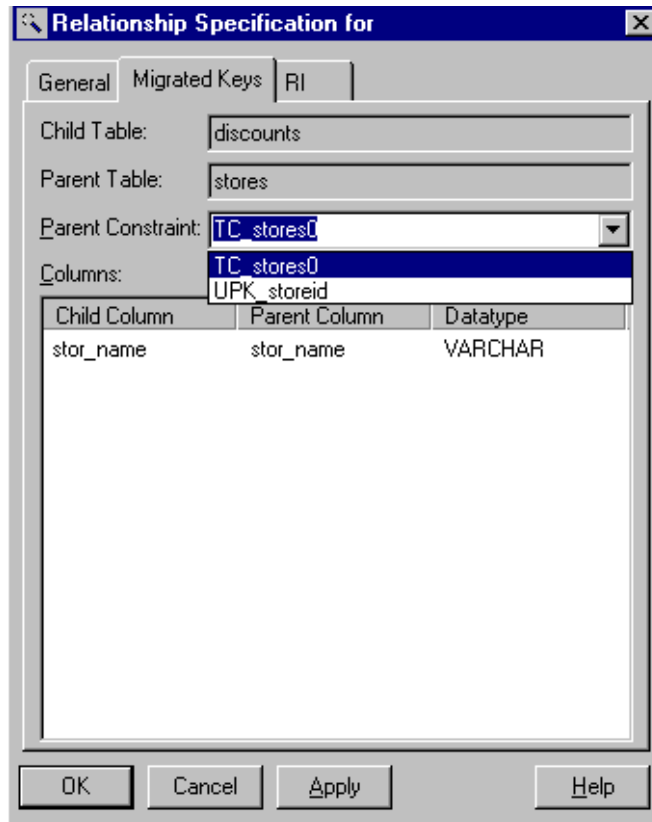 Relationship Specification for
General Migrated Keys RI
Child Table: discounts
Parent Table: stores
Parent Constraint: TC_stores0
TC_stores0
Columns:
UPK_storeid
Child Column Parent Column Datatype
stor_name stor_name VARCHAR
OK Cancel Apply Help